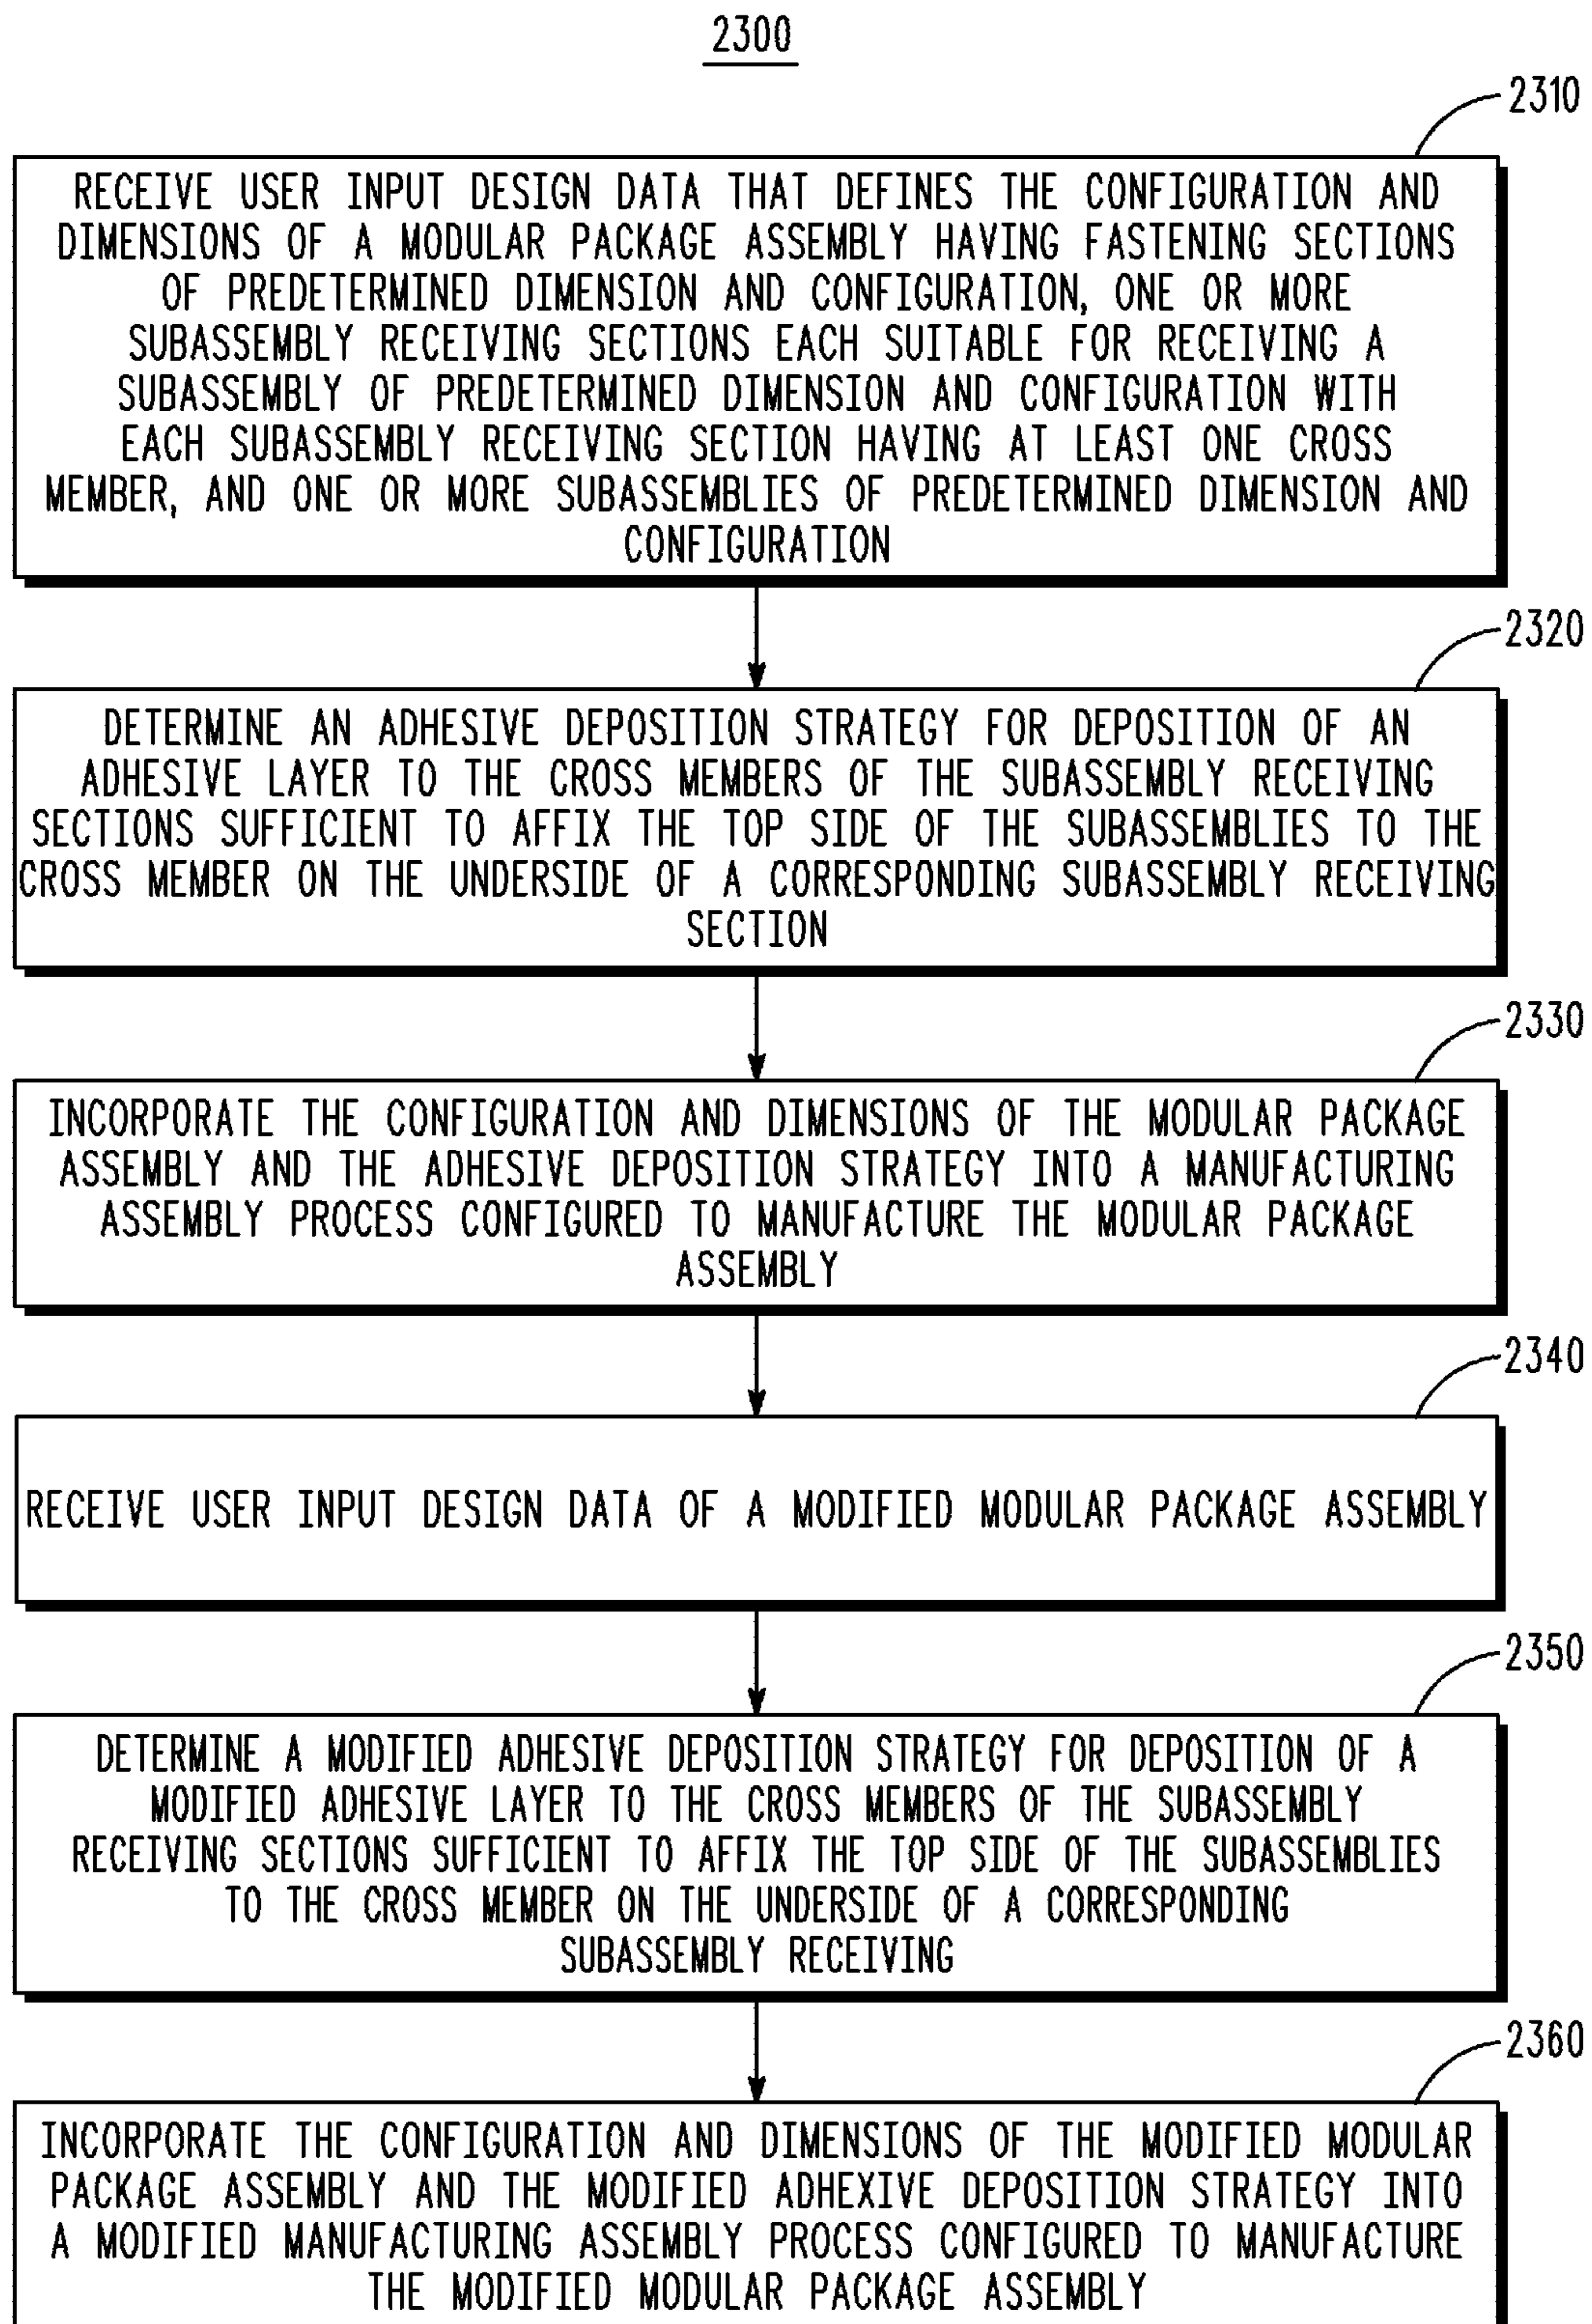 2300
2310
RECEIVE USER INPUT DESIGN DATA THAT DEFINES THE CONFIGURATION AND
DIMENSIONS OF A MODULAR PACKAGE ASSEMBLY HAVING FASTENING SECTIONS
OF PREDETERMINED DIMENSION AND CONFIGURATION, ONE OR MORE
SUBASSEMBLY RECEIVING SECTIONS EACH SUITABLE FOR RECEIVING A
SUBASSEMBLY OF PREDETERMINED DIMENSION AND CONFIGURATION WITH
EACH SUBASSEMBLY RECEIVING SECTION HAVING AT LEAST ONE CROSS
MEMBER, AND ONE OR MORE SUBASSEMBLIES OF PREDETERMINED DIMENSION AND
CONFIGURATION
2320
DETERMINE AN ADHESIVE DEPOSITION STRATEGY FOR DEPOSITION OF AN
ADHESIVE LAYER TO THE CROSS MEMBERS OF THE SUBASSEMBLY RECEIVING
SECTIONS SUFFICIENT TO AFFIX THE TOP SIDE OF THE SUBASSEMBLIES TO THE
CROSS MEMBER ON THE UNDERSIDE OF A CORRESPONDING SUBASSEMBLY RECEIVING
SECTION
2330
INCORPORATE THE CONFIGURATION AND DIMENSIONS OF THE MODULAR PACKAGE
ASSEMBLY AND THE ADHESIVE DEPOSITION STRATEGY INTO A MANUFACTURING
ASSEMBLY PROCESS CONFIGURED TO MANUFACTURE THE MODULAR PACKAGE
ASSEMBLY
2340
RECEIVE USER INPUT DESIGN DATA OF A MODIFIED MODULAR PACKAGE ASSEMBLY
2350
DETERMINE A MODIFIED ADHESIVE DEPOSITION STRATEGY FOR DEPOSITION OF A
MODIFIED ADHESIVE LAYER TO THE CROSS MEMBERS OF THE SUBASSEMBLY
RECEIVING SECTIONS SUFFICIENT TO AFFIX THE TOP SIDE OF THE SUBASSEMBLIES
TO THE CROSS MEMBER ON THE UNDERSIDE OF A CORRESPONDING
SUBASSEMBLY RECEIVING
2360
INCORPORATE THE CONFIGURATION AND DIMENSIONS OF THE MODIFIED MODULAR
PACKAGE ASSEMBLY AND THE MODIFIED ADHEXIVE DEPOSITION STRATEGY INTO
A MODIFIED MANUFACTURING ASSEMBLY PROCESS CONFIGURED TO MANUFACTURE
THE MODIFIED MODULAR PACKAGE ASSEMBLY